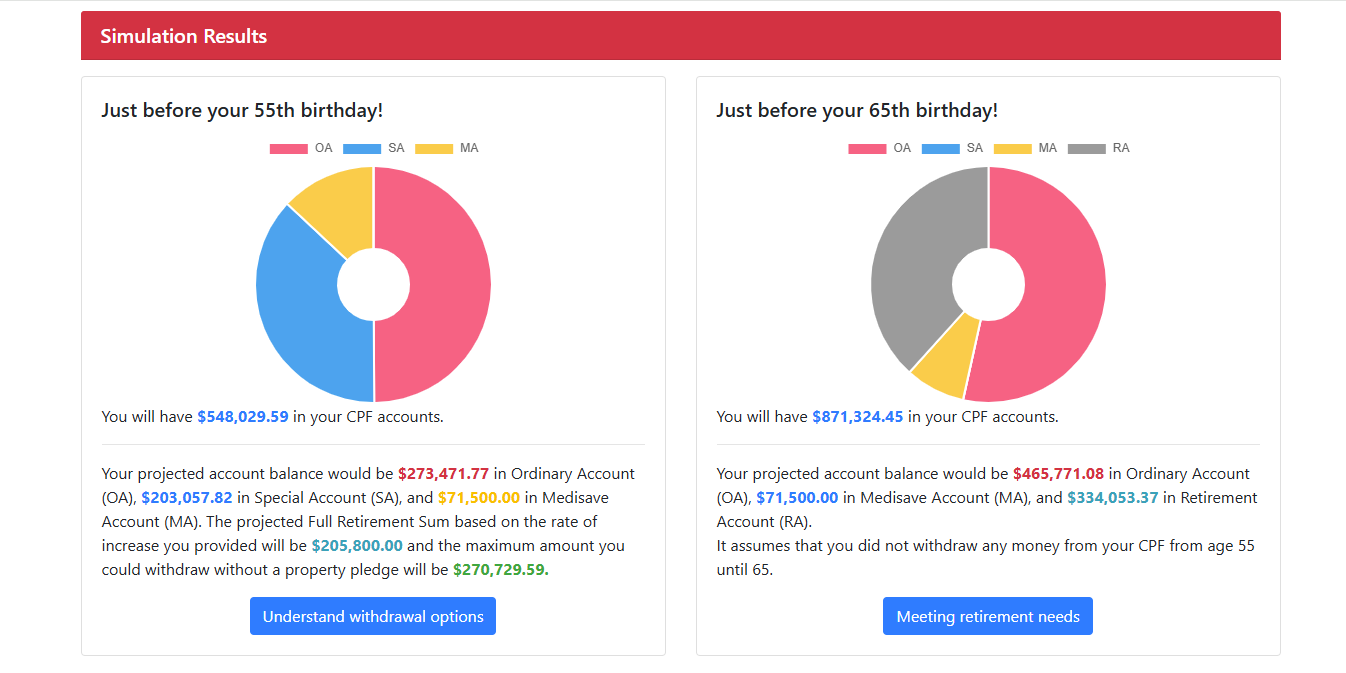 Simulation Results
Just before your 55th birthday!
OA SA MA
You will have $548,029.59 in your CPF accounts.
Your projected account balance would be $273,471.77 in Ordinary Account
(OA), $203,057.82 in Special Account (SA), and $71,500.00 in Medisave
Account (MA). The projected Full Retirement Sum based on the rate of
increase you provided will be $205,800.00 and the maximum amount you
could withdraw without a property pledge will be $270,729.59.
Understand withdrawal options
Just before your 65th birthday!
OA SA MA RA
You will have $871,324.45 in your CPF accounts.
Your projected account balance would be $465,771.08 in Ordinary Account
(OA), $71,500.00 in Medisave Account (MA), and $334,053.37 in Retirement
Account (RA).
It assumes that you did not withdraw any money from your CPF from age 55
until 65.
Meeting retirement needs